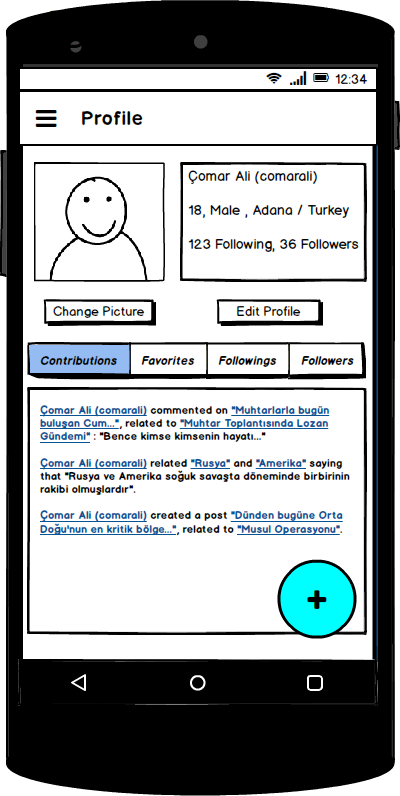 12:34
Profile
Çomar Ali (comarali)
18, Male , Adana / Turkey
123 Following, 36 Followers
Change Picture
Edit Profile
Contributions Favorites Followings Followers
Çomar Ali (comarali) commented on "Muhtarlarla bugün
buluşan Cum...", related to "Muhtar Toplantısında Lozan
Gündemi" : "Bence kimse kimsenin hayatı..."
Çomar Ali (comarali) related "Rusya" and "Amerika" saying
that "Rusya ve Amerika soğuk savaşta döneminde birbirinin
rakibi olmuşlardır".
Çomar Ali (comarali) created a post "Dünden bugüne Orta
Doğu'nun en kritik bölge...", related to "Musul Operasyonu".